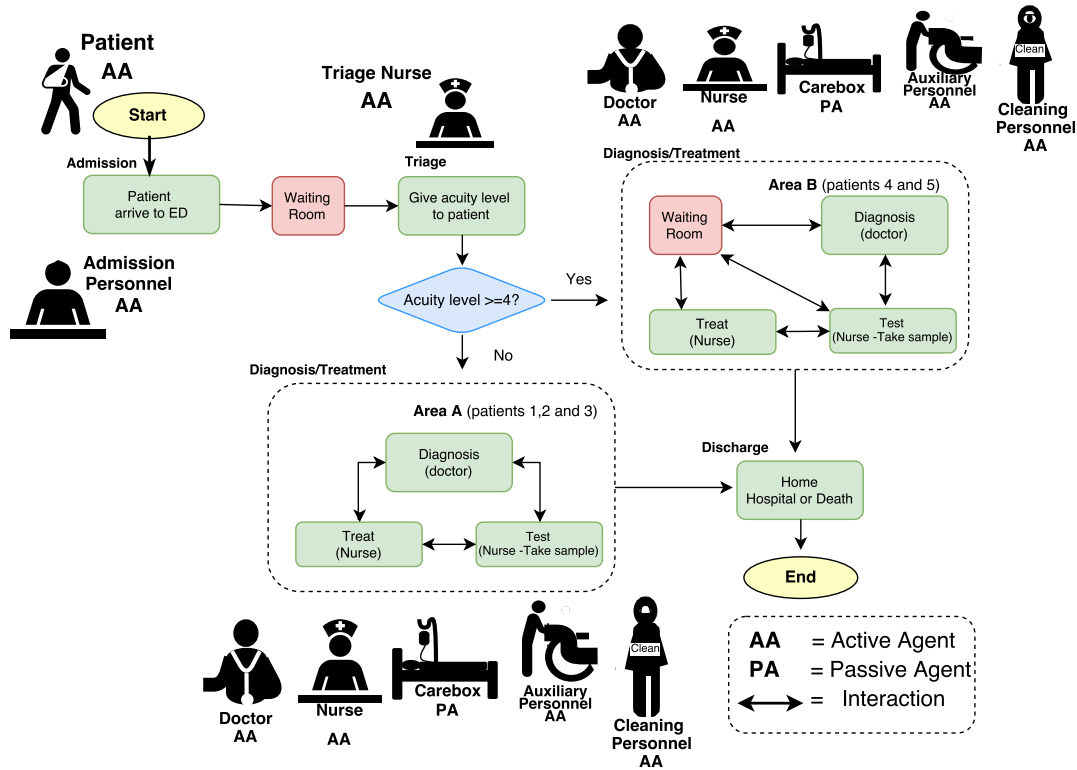 Patient
AA
Start
Admission
Patient
arrive to ED
Admission
Personnel
AA
Waiting
Room
Triage Nurse
AA
Triage
Give acuity level
to patient
Acuity level >=4?
Yes
No
Doctor
AA
Nurse
AA
Carebox
PA
Auxiliary
Personnel
AA
Clean
Cleaning
Personnel
AA
Diagnosis/Treatment
Area B (patients 4 and 5)
Waiting
Room
Diagnosis
(doctor)
Treat
(Nurse)
Test
(Nurse -Take sample)
Diagnosis/Treatment
Area A (patients 1,2 and 3)
Diagnosis
(doctor)
Treat
(Nurse)
Test
(Nurse -Take sample)
Discharge
Home
Hospital or Death
End
Doctor
AA
Nurse
AA
Carebox
PA
Auxiliary
Personnel
AA
Clean
Cleaning
Personnel
AA
AA = Active Agent
PA = Passive Agent
= Interaction